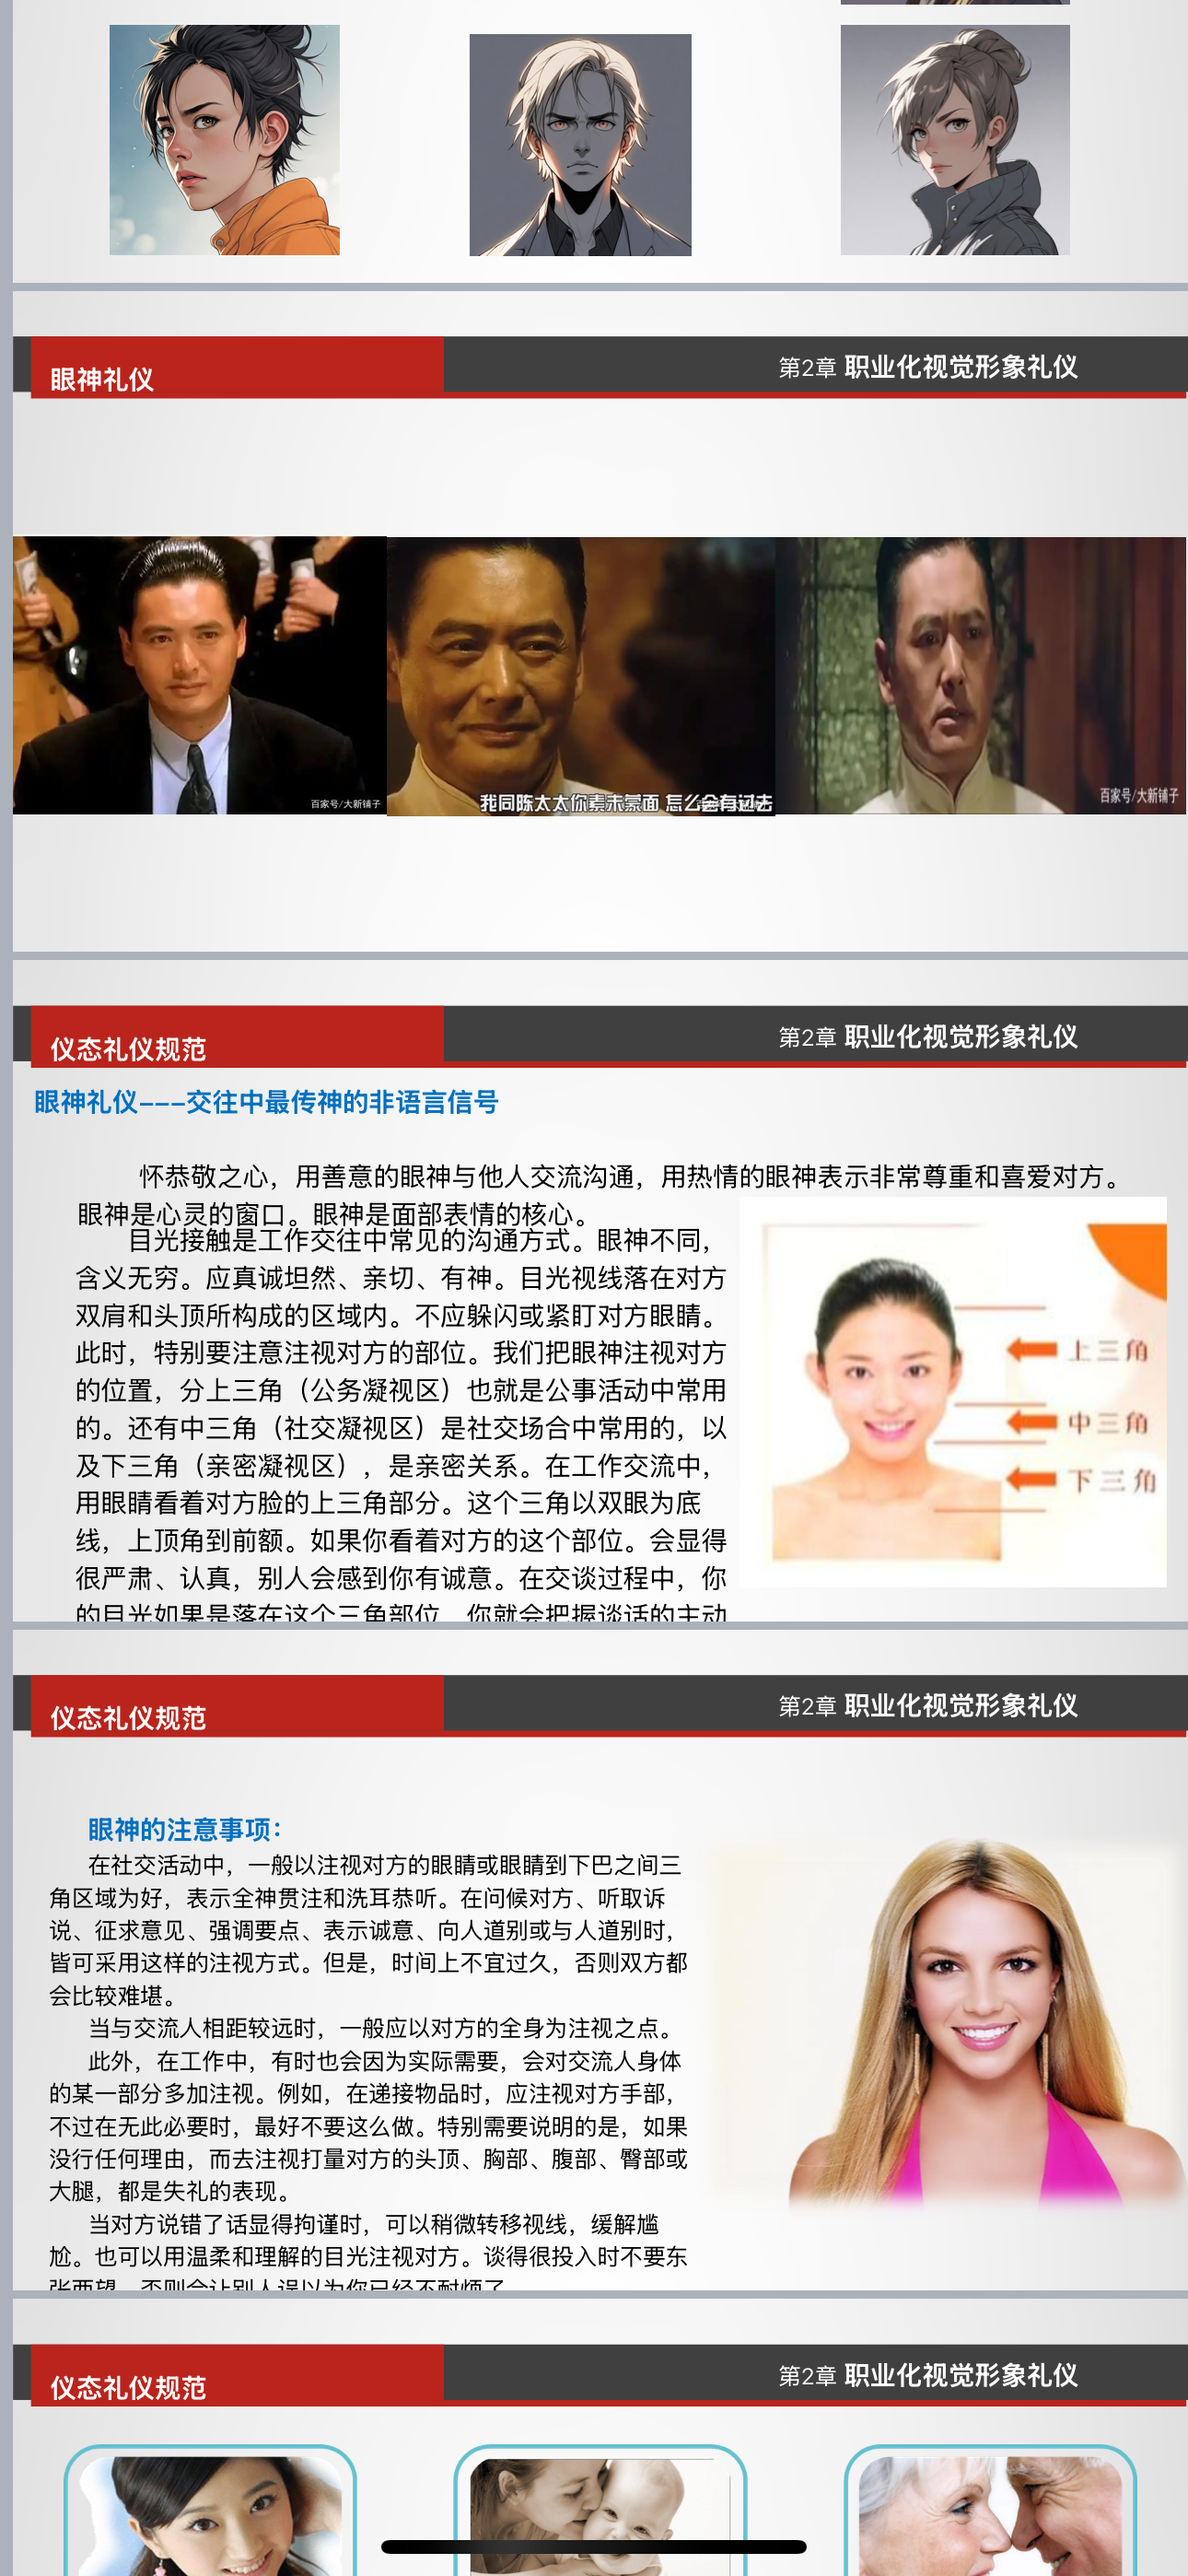 眼神礼仪
第2章 职业化视觉形象礼仪
百家号/大新铺子
我同陈太太你素未蒙面 怎么会有过去
百家号/大新铺子
仪态礼仪规范
第2章 职业化视觉形象礼仪
眼神礼仪---交往中最传神的非语言信号
怀恭敬之心，用善意的眼神与他人交流沟通，用热情的眼神表示非常尊重和喜爱对方。
眼神是心灵的窗口。眼神是面部表情的核心。
目光接触是工作交往中常见的沟通方式。眼神不同，
含义无穷。应真诚坦然、亲切、有神。目光视线落在对方
双肩和头顶所构成的区域内。不应躲闪或紧盯对方眼睛。
此时，特别要注意注视对方的部位。我们把眼神注视对方
的位置，分上三角（公务凝视区）也就是公事活动中常用
的。还有中三角（社交凝视区）是社交场合中常用的，以
及下三角（亲密凝视区），是亲密关系。在工作交流中，
用眼睛看着对方脸的上三角部分。这个三角以双眼为底
线，上顶角到前额。如果你看着对方的这个部位。会显得
很严肃、认真，别人会感到你有诚意。在交谈过程中，你
的目光如果是落在这个三角部位，你就会把握谈话的主动
上三角
中三角
下三角
仪态礼仪规范
第2章 职业化视觉形象礼仪
眼神的注意事项：
在社交活动中，一般以注视对方的眼睛或眼睛到下巴之间三
角区域为好，表示全神贯注和洗耳恭听。在问候对方、听取诉
说、征求意见、强调要点、表示诚意、向人道别或与人道别时，
皆可采用这样的注视方式。但是，时间上不宜过久，否则双方都
会比较难堪。
当与交流人相距较远时，一般应以对方的全身为注视之点。
此外，在工作中，有时也会因为实际需要，会对交流人身体
的某一部分多加注视。例如，在递接物品时，应注视对方手部，
不过在无此必要时，最好不要这么做。特别需要说明的是，如果
没行任何理由，而去注视打量对方的头顶、胸部、腹部、臀部或
大腿，都是失礼的表现。
当对方说错了话显得拘谨时，可以稍微转移视线，缓解尴
尬。也可以用温柔和理解的目光注视对方。谈得很投入时不要东
张西望，否则会让别人误以为你已经不耐烦了
仪态礼仪规范
第2章 职业化视觉形象礼仪